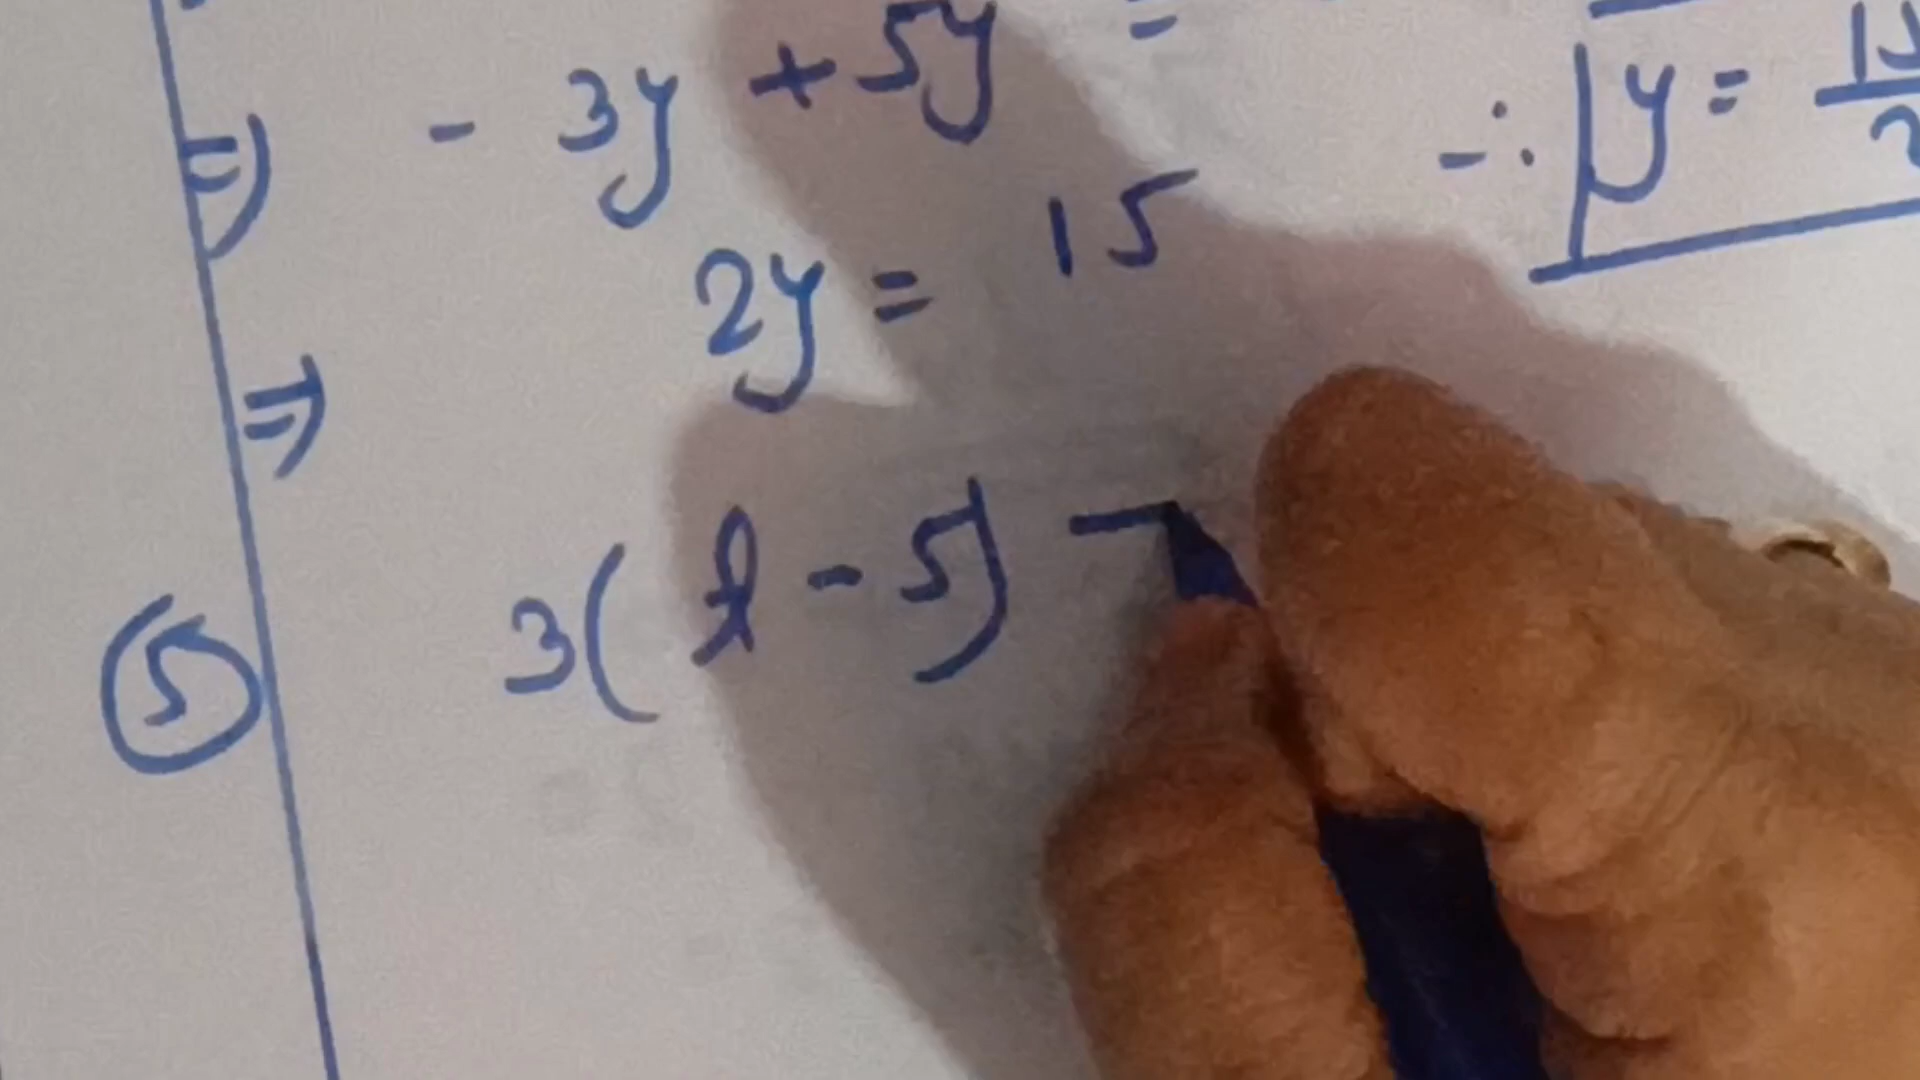 =) - 3y + 5y =
2y = 15
∴ y = 15/2
=)
5 3(x - 5) -